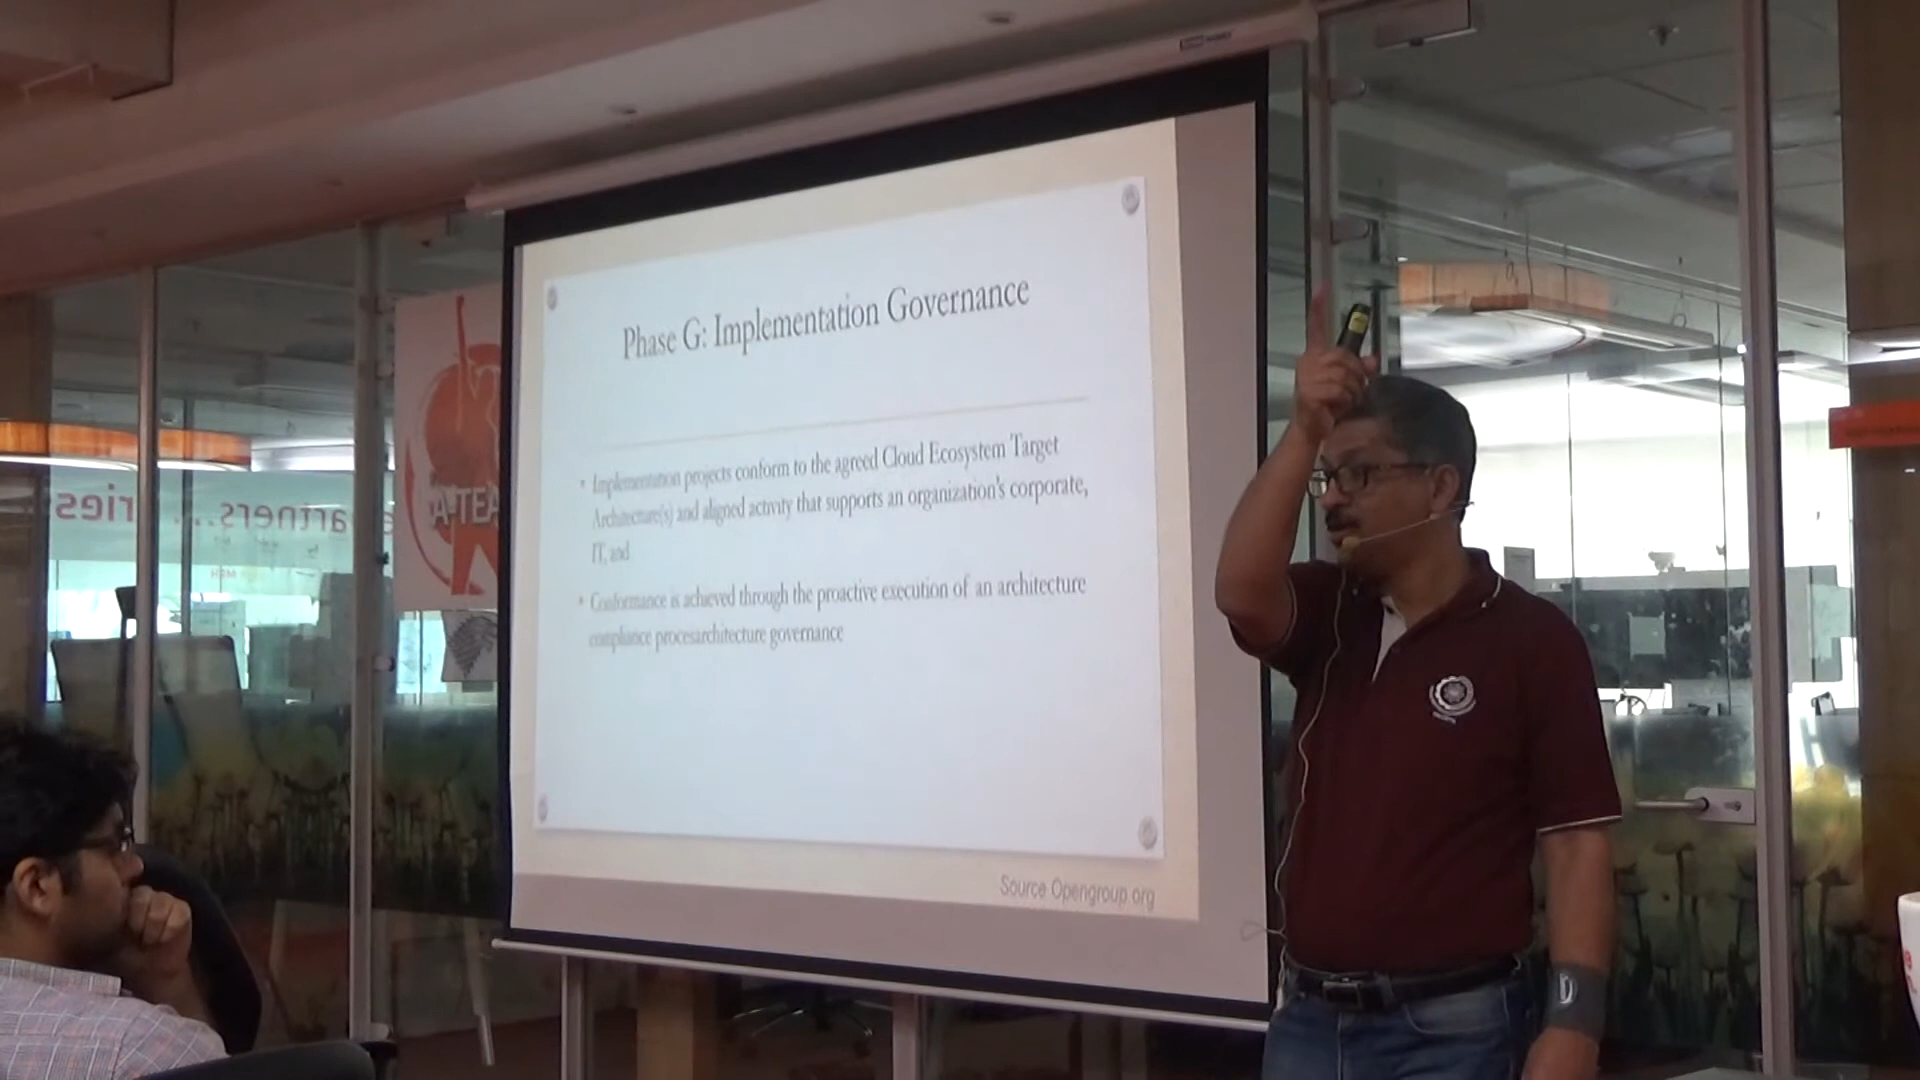 Phase G: Implementation Governance
• Implementation projects conform to the agreed Cloud Ecosystem Target
Architecture(s) and aligned activity that supports an organization's corporate,
IT, and
• Conformance is achieved through the proactive execution of an architecture
compliance procesarchitecture governance
Source Opengroup.org
A-TEA
artners...
ries